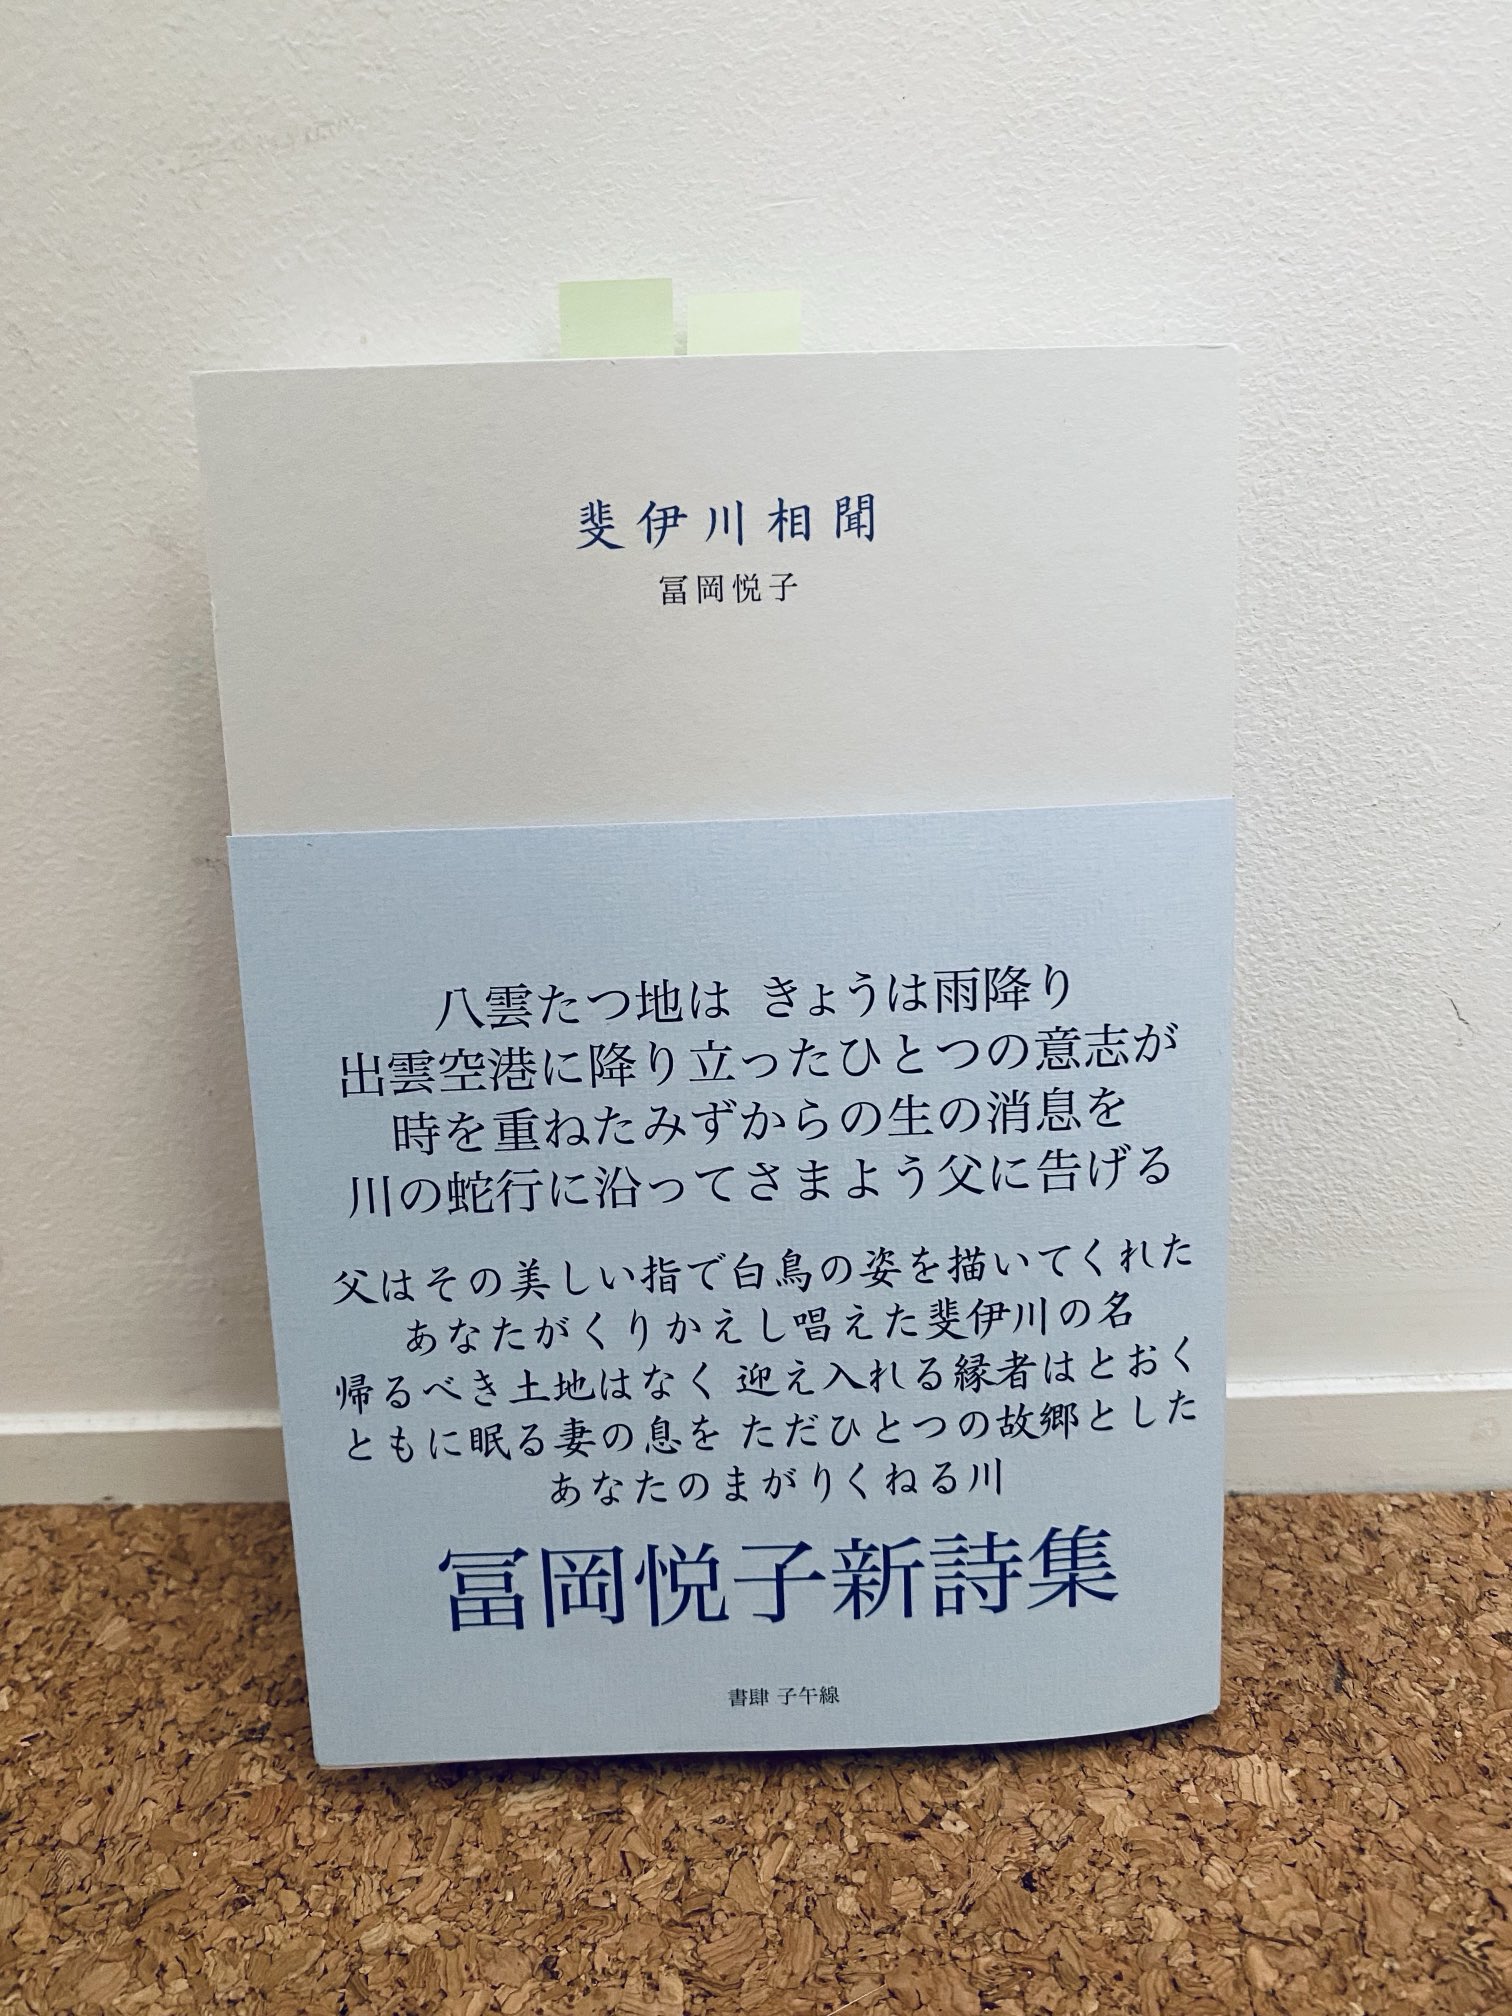 斐伊川相聞
冨岡悦子
八雲たつ地は きょうは雨降り
出雲空港に降り立ったひとつの意志が
時を重ねたみずからの生の消息を
川の蛇行に沿ってさまよう父に告げる
父はその美しい指で白鳥の姿を描いてくれた
あなたがくりかえし唱えた斐伊川の名
帰るべき土地はなく 迎え入れる縁者はとおく
ともに眠る妻の息を ただひとつの故郷とした
あなたのまがりくねる川
冨岡悦子新詩集
書肆 子午線